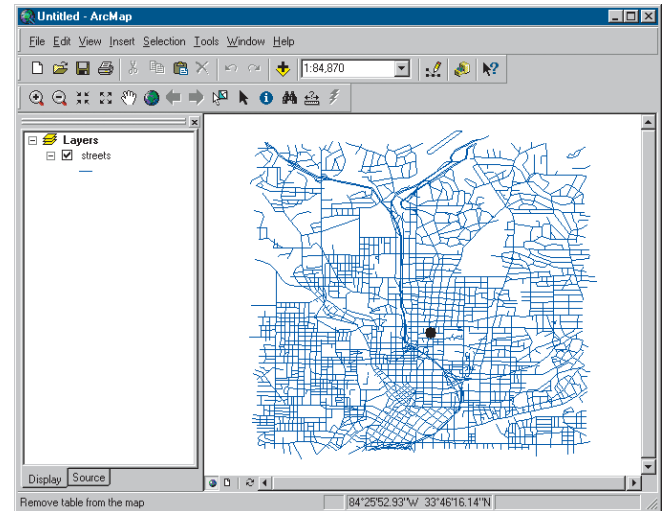 Untitled - ArcMap
File Edit View Insert Selection Tools Window Help
1:84,870
Layers
streets
Display Source
Remove table from the map 84°25'52.93"W 33°46'16.14"N